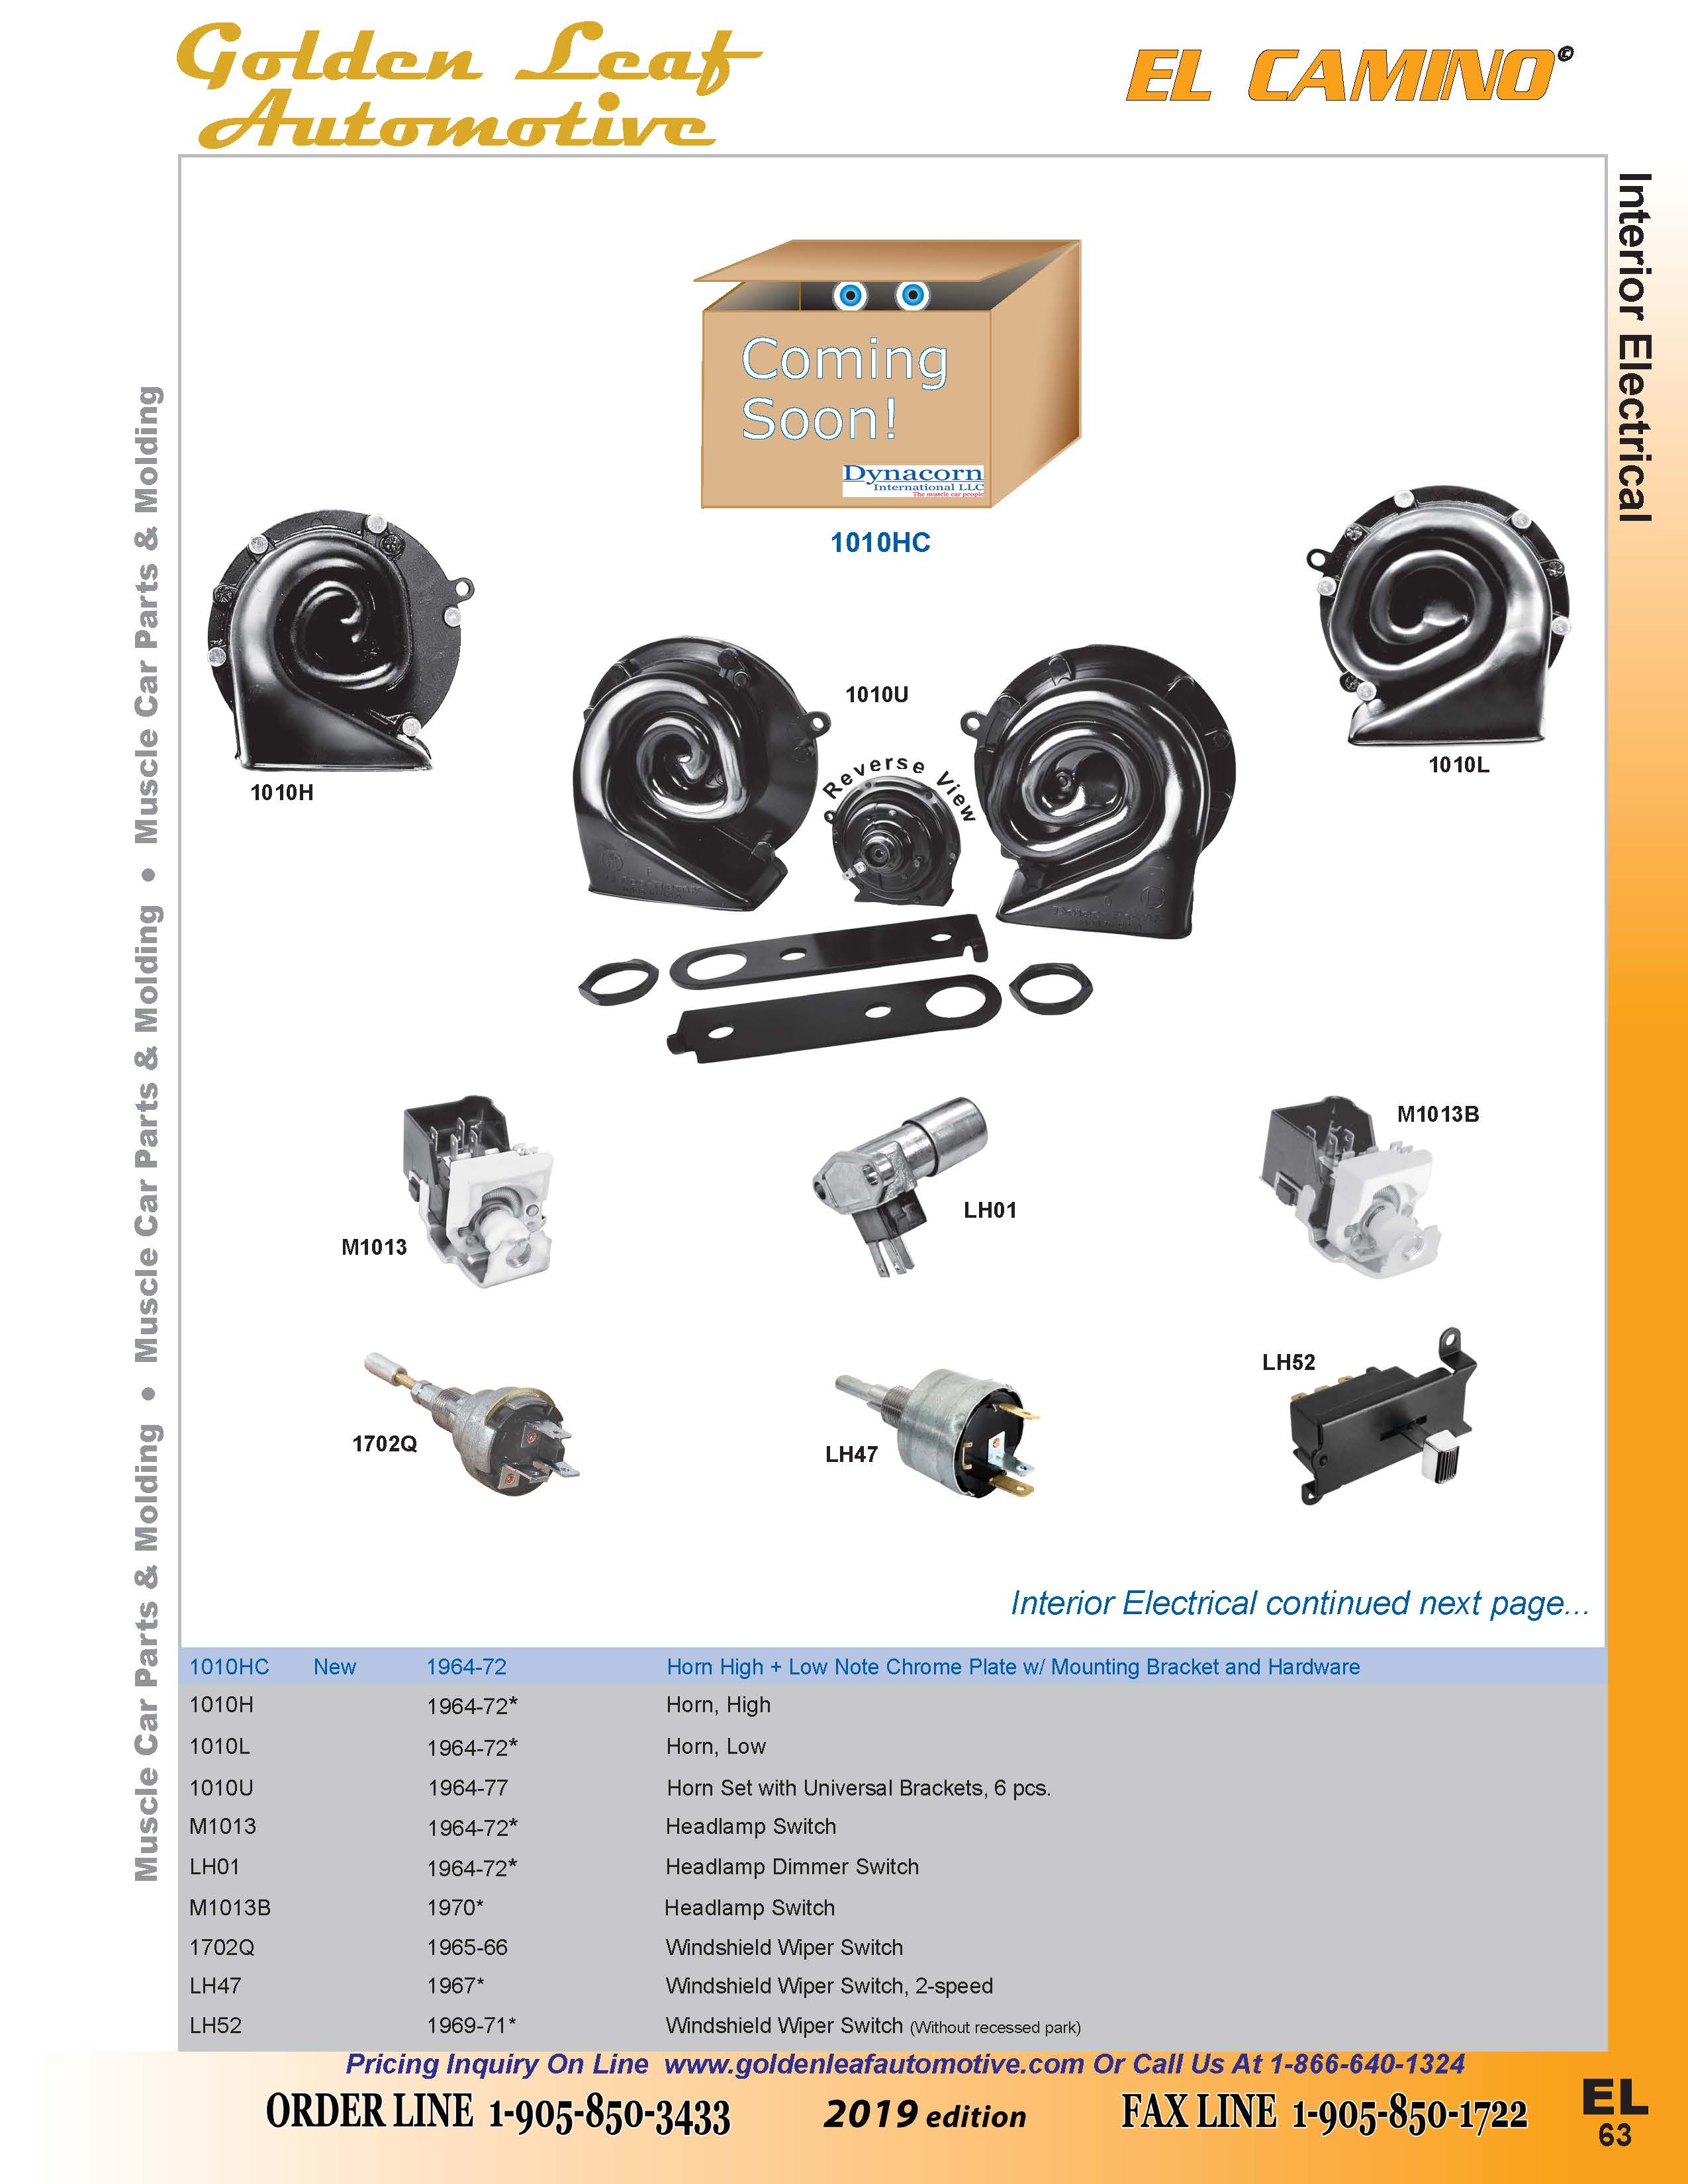 Golden Leaf
Automotive
EL CAMINO©
Interior Electrical
Muscle Car Parts & Molding • Muscle Car Parts & Molding • Muscle Car Parts & Molding
Coming
Soon!
Dynacorn
International LLC
The muscle car people
1010HC
1010H
1010U
1010L
Reverse View
M1013
LH01
M1013B
1702Q
LH47
LH52
Interior Electrical continued next page...
1010HC New 1964-72 Horn High + Low Note Chrome Plate w/ Mounting Bracket and Hardware
1010H 1964-72* Horn, High
1010L 1964-72* Horn, Low
1010U 1964-77 Horn Set with Universal Brackets, 6 pcs.
M1013 1964-72* Headlamp Switch
LH01 1964-72* Headlamp Dimmer Switch
M1013B 1970* Headlamp Switch
1702Q 1965-66 Windshield Wiper Switch
LH47 1967* Windshield Wiper Switch, 2-speed
LH52 1969-71* Windshield Wiper Switch (Without recessed park)
Pricing Inquiry On Line www.goldenleafautomotive.com Or Call Us At 1-866-640-1324
ORDER LINE 1-905-850-3433 2019 edition FAX LINE 1-905-850-1722
EL
63